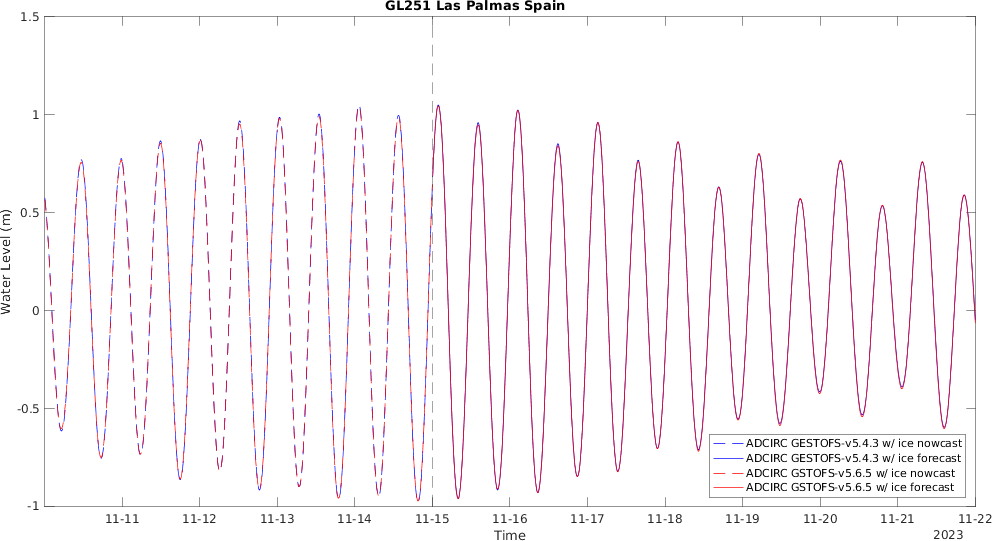 GL251 Las Palmas Spain
1.5
1
0.5
0
-0.5
-1
Water Level (m)
ADCIRC GESTOFS-v5.4.3 w/ ice nowcast
ADCIRC GESTOFS-v5.4.3 w/ ice forecast
ADCIRC GSTOFS-v5.6.5 w/ ice nowcast
ADCIRC GSTOFS-v5.6.5 w/ ice forecast
11-11 11-12 11-13 11-14 11-15 11-16 11-17 11-18 11-19 11-20 11-21 11-22
Time
2023